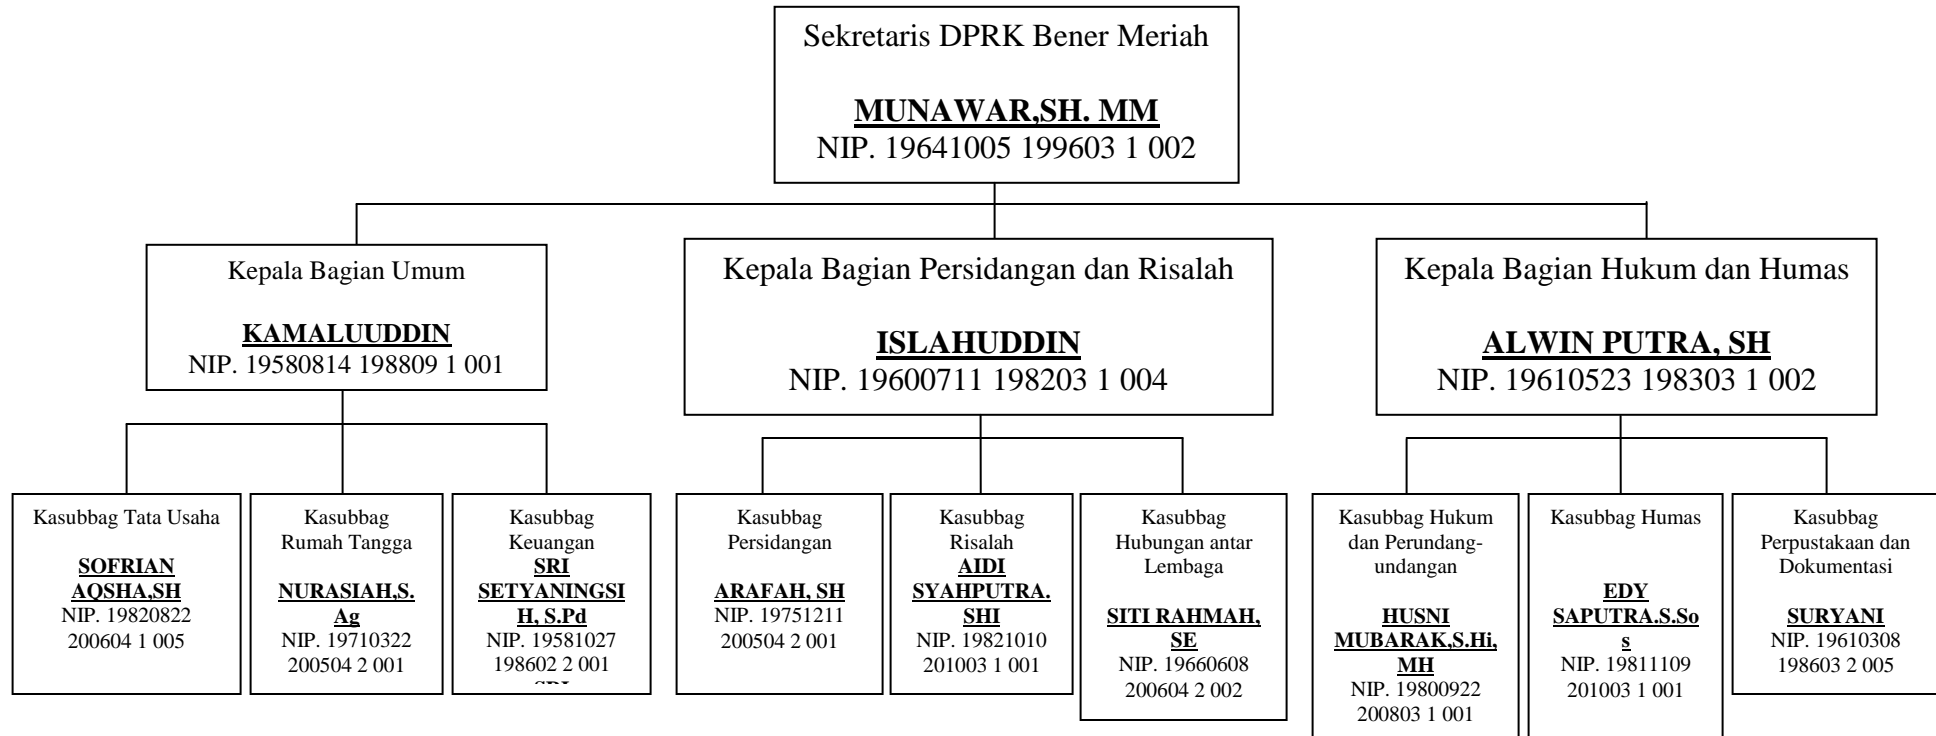 Sekretaris DPRK Bener Meriah
MUNAWAR,SH. MM
NIP. 19641005 199603 1 002
Kepala Bagian Umum
KAMALUUDDIN
NIP. 19580814 198809 1 001
Kepala Bagian Persidangan dan Risalah
ISLAHUDDIN
NIP. 19600711 198203 1 004
Kepala Bagian Hukum dan Humas
ALWIN PUTRA, SH
NIP. 19610523 198303 1 002
Kasubbag Tata Usaha
SOFRIAN
AQSHA,SH
NIP. 19820822
200604 1 005
Kasubbag
Rumah Tangga
NURASIAH,S.
Ag
NIP. 19710322
200504 2 001
Kasubbag
Keuangan
SRI
SETYANINGSI
H, S.Pd
NIP. 19581027
198602 2 001
Kasubbag
Persidangan
ARAFAH, SH
NIP. 19751211
200504 2 001
Kasubbag
Risalah
AIDI
SYAHPUTRA.
SHI
NIP. 19821010
201003 1 001
Kasubbag
Hubungan antar
Lembaga
SITI RAHMAH,
SE
NIP. 19660608
200604 2 002
Kasubbag Hukum
dan Perundang-
undangan
HUSNI
MUBARAK,S.Hi,
MH
NIP. 19800922
200803 1 001
Kasubbag Humas
EDY
SAPUTRA.S.So
s
NIP. 19811109
201003 1 001
Kasubbag
Perpustakaan dan
Dokumentasi
SURYANI
NIP. 19610308
198603 2 005